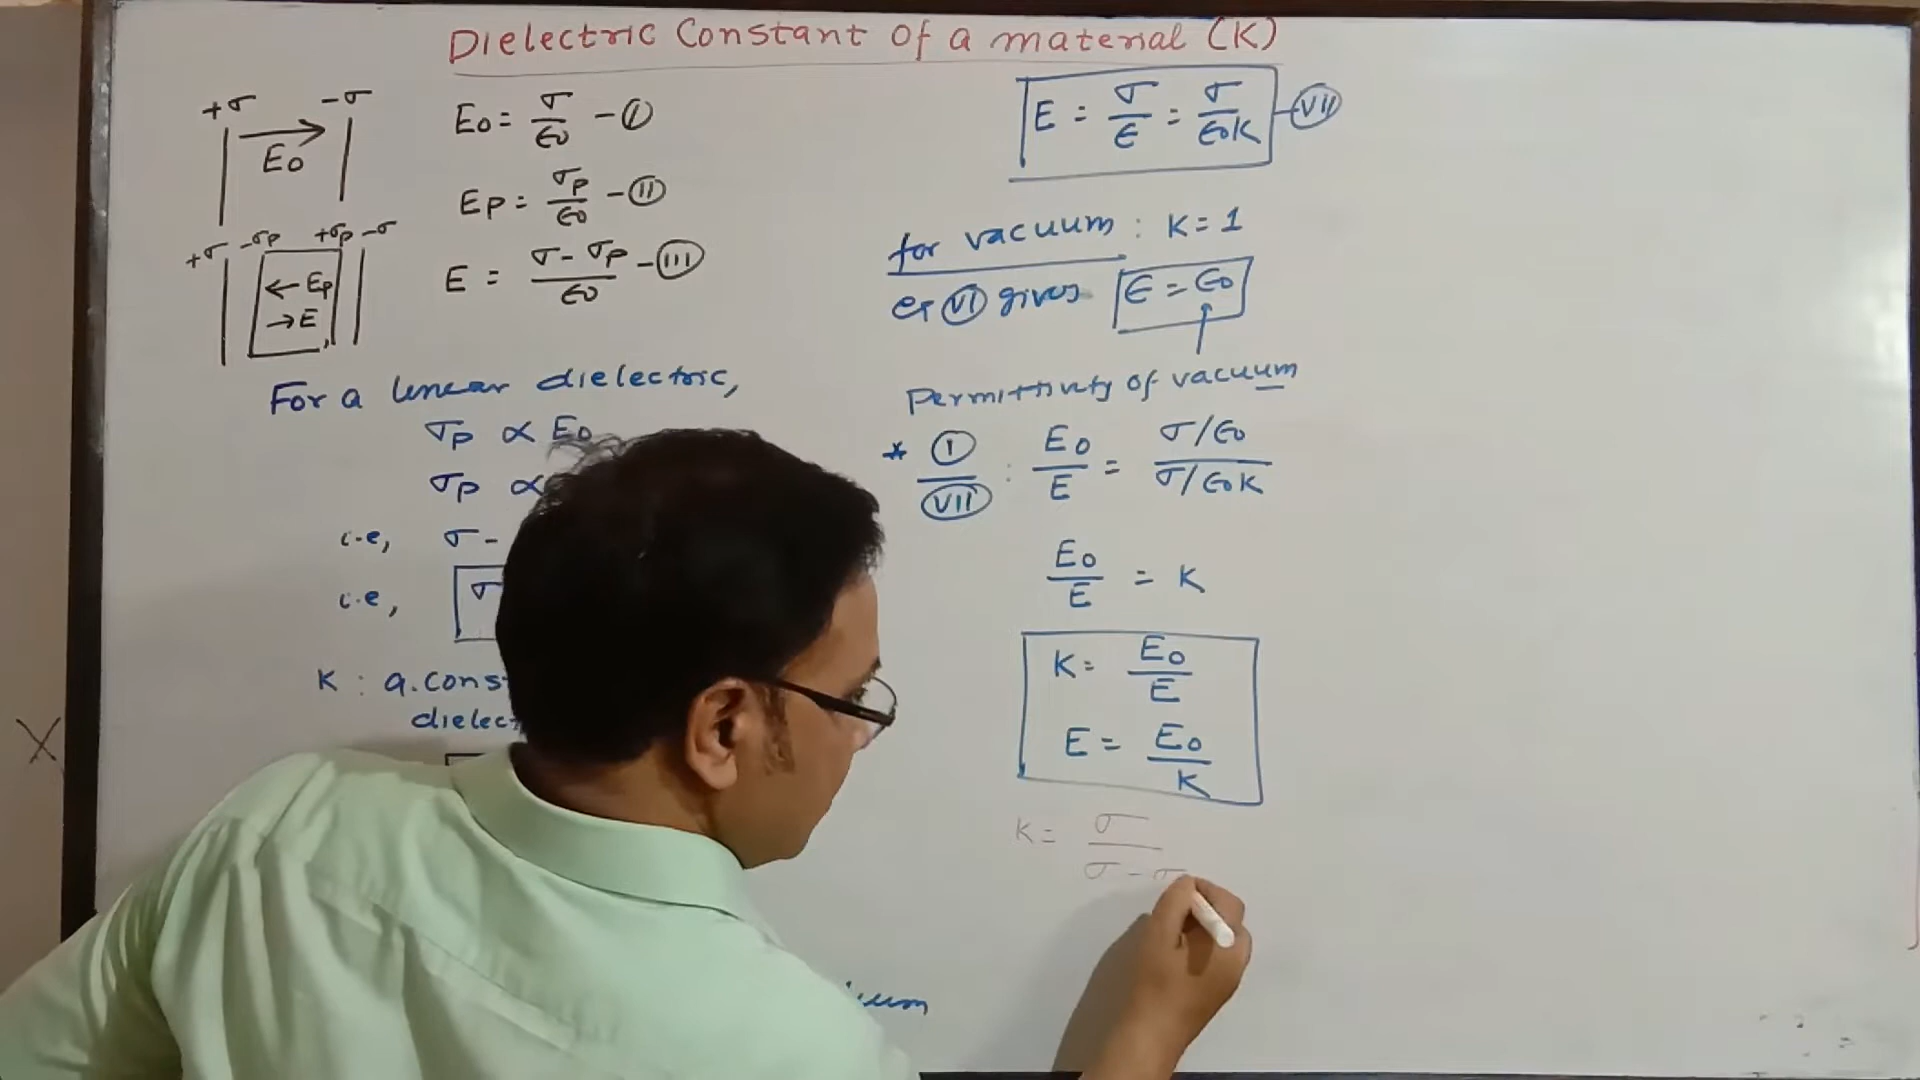 Dielectric Constant of a material (K)
+σ -σ
E₀
E₀ = σ/ϵ₀ - Ⓘ
+σ -σp +σp -σ
← Ep
→ E
Ep = σp/ϵ₀ - Ⓘ︎Ⓘ
E = (σ - σp)/ϵ₀ - (III)
For a linear dielectric,
σp ∝ E₀
σp ∝
i.e, σ -
i.e, σ
K : a.cons
dielect
E = σ/ϵ = σ/ϵ₀K - (VII)
for vacuum : K = 1
eq (VI) gives ϵ = ϵ₀
Permittivity of vacuum
* (I)/(VII) : E₀/E = (σ/ϵ₀)/(σ/ϵ₀K)
E₀/E = K
K = E₀/E
E = E₀/K
K = σ/(σ - σ